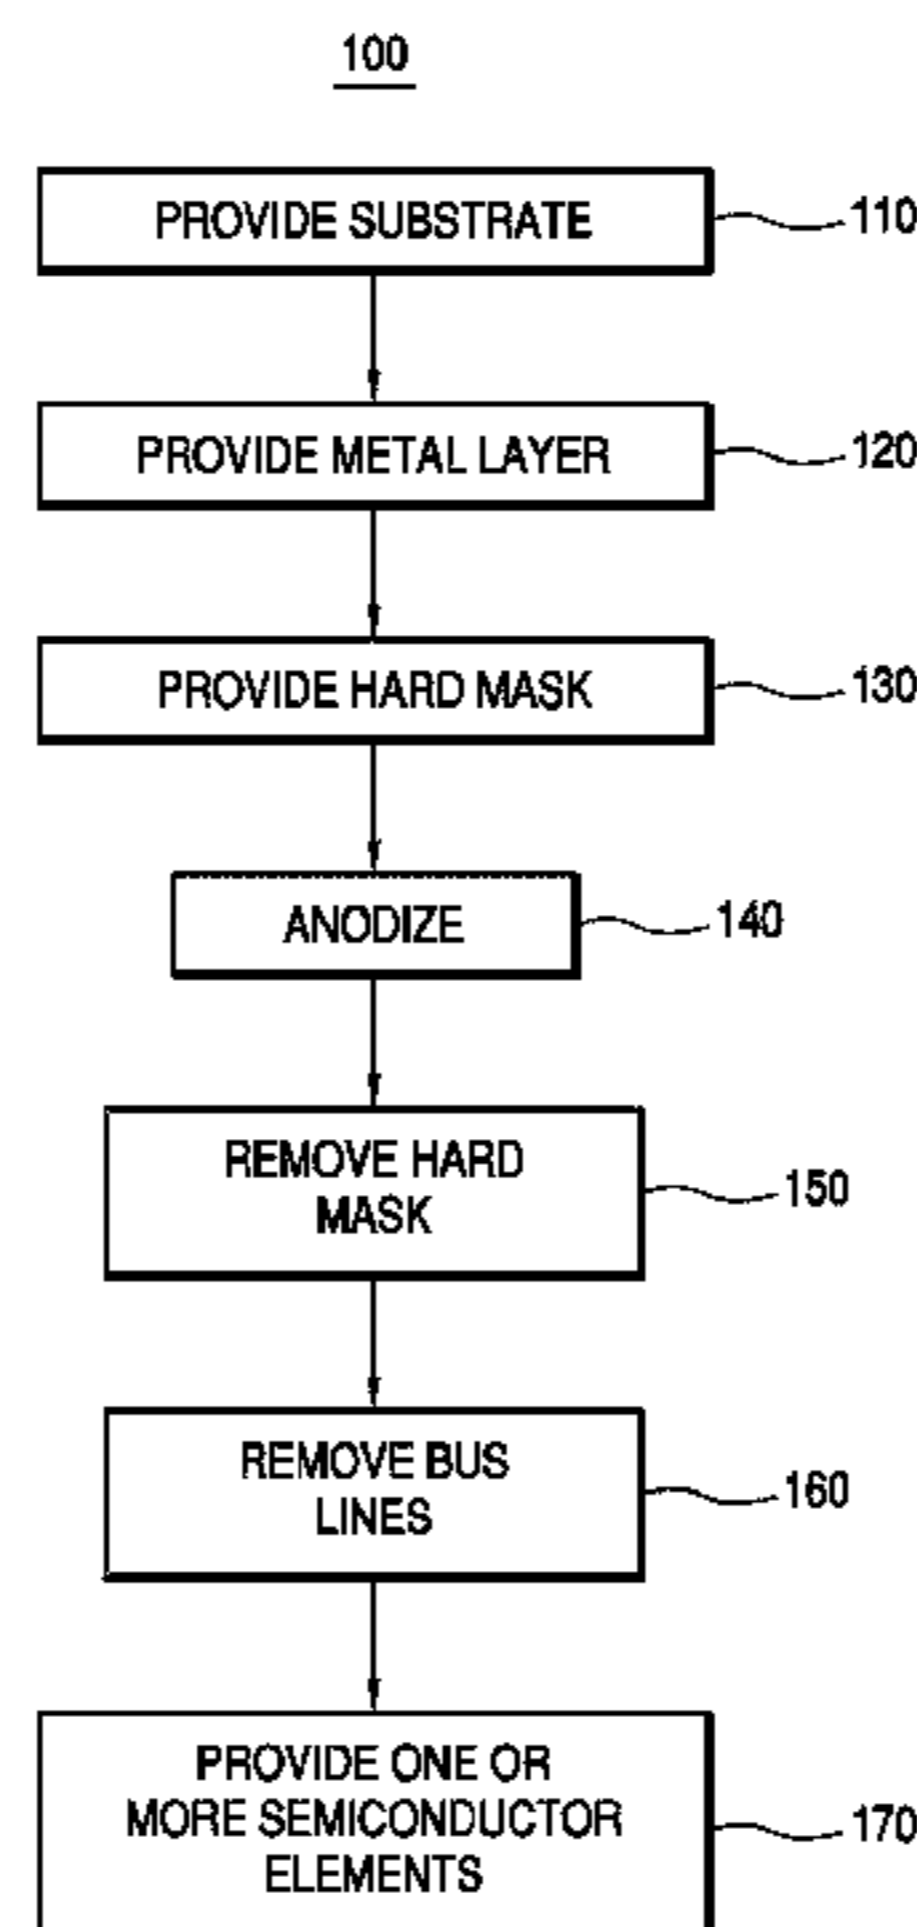 100
PROVIDE SUBSTRATE
110
PROVIDE METAL LAYER
120
PROVIDE HARD MASK
130
ANODIZE
140
REMOVE HARD
MASK
150
REMOVE BUS
LINES
160
PROVIDE ONE OR
MORE SEMICONDUCTOR
ELEMENTS
170